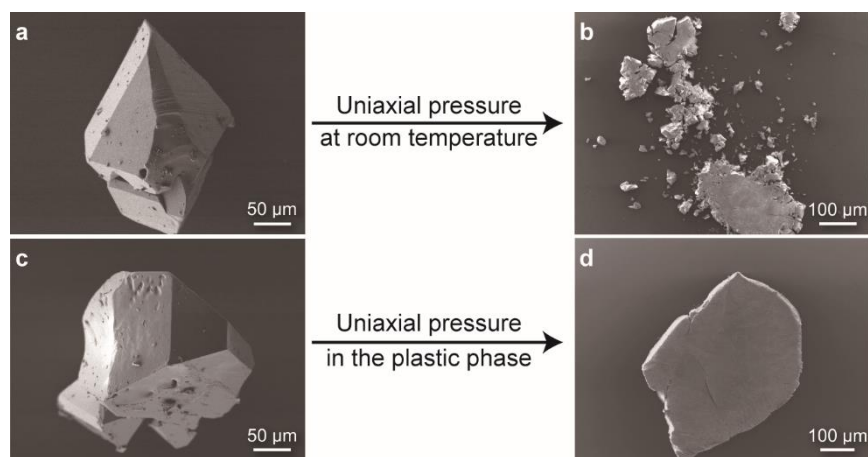 a
b
Uniaxial pressure
at room temperature
50 µm
100 µm
c
d
Uniaxial pressure
in the plastic phase
50 µm
100 µm